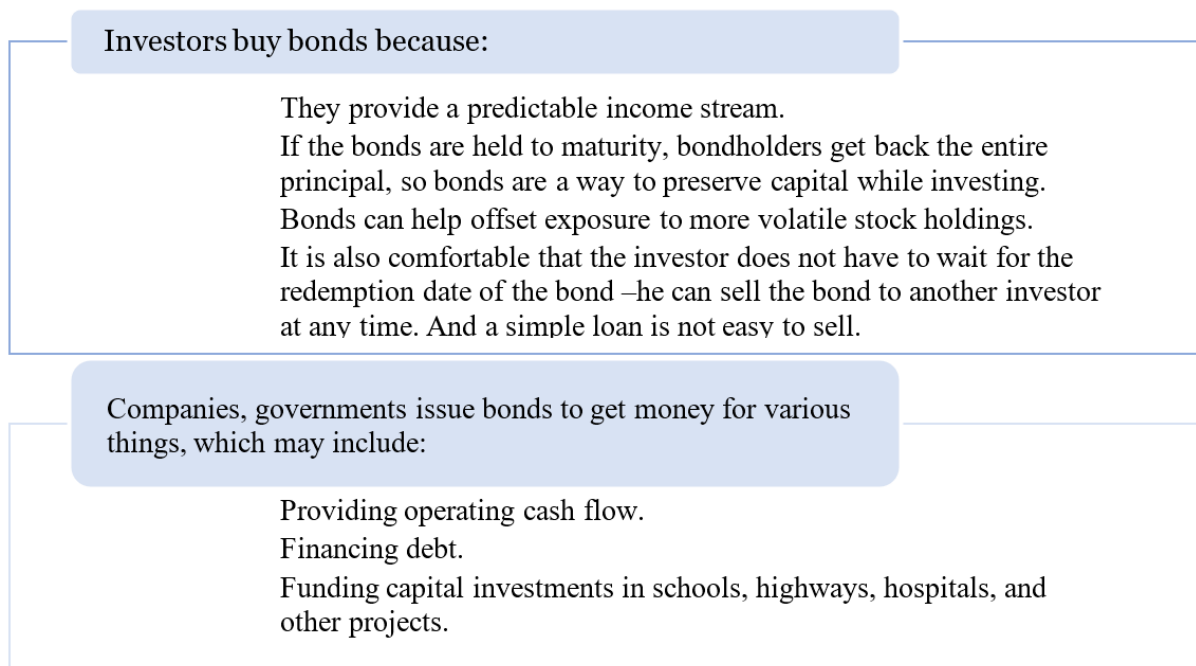 Investors buy bonds because:
They provide a predictable income stream.
If the bonds are held to maturity, bondholders get back the entire
principal, so bonds are a way to preserve capital while investing.
Bonds can help offset exposure to more volatile stock holdings.
It is also comfortable that the investor does not have to wait for the
redemption date of the bond –he can sell the bond to another investor
at any time. And a simple loan is not easy to sell.
Companies, governments issue bonds to get money for various
things, which may include:
Providing operating cash flow.
Financing debt.
Funding capital investments in schools, highways, hospitals, and
other projects.